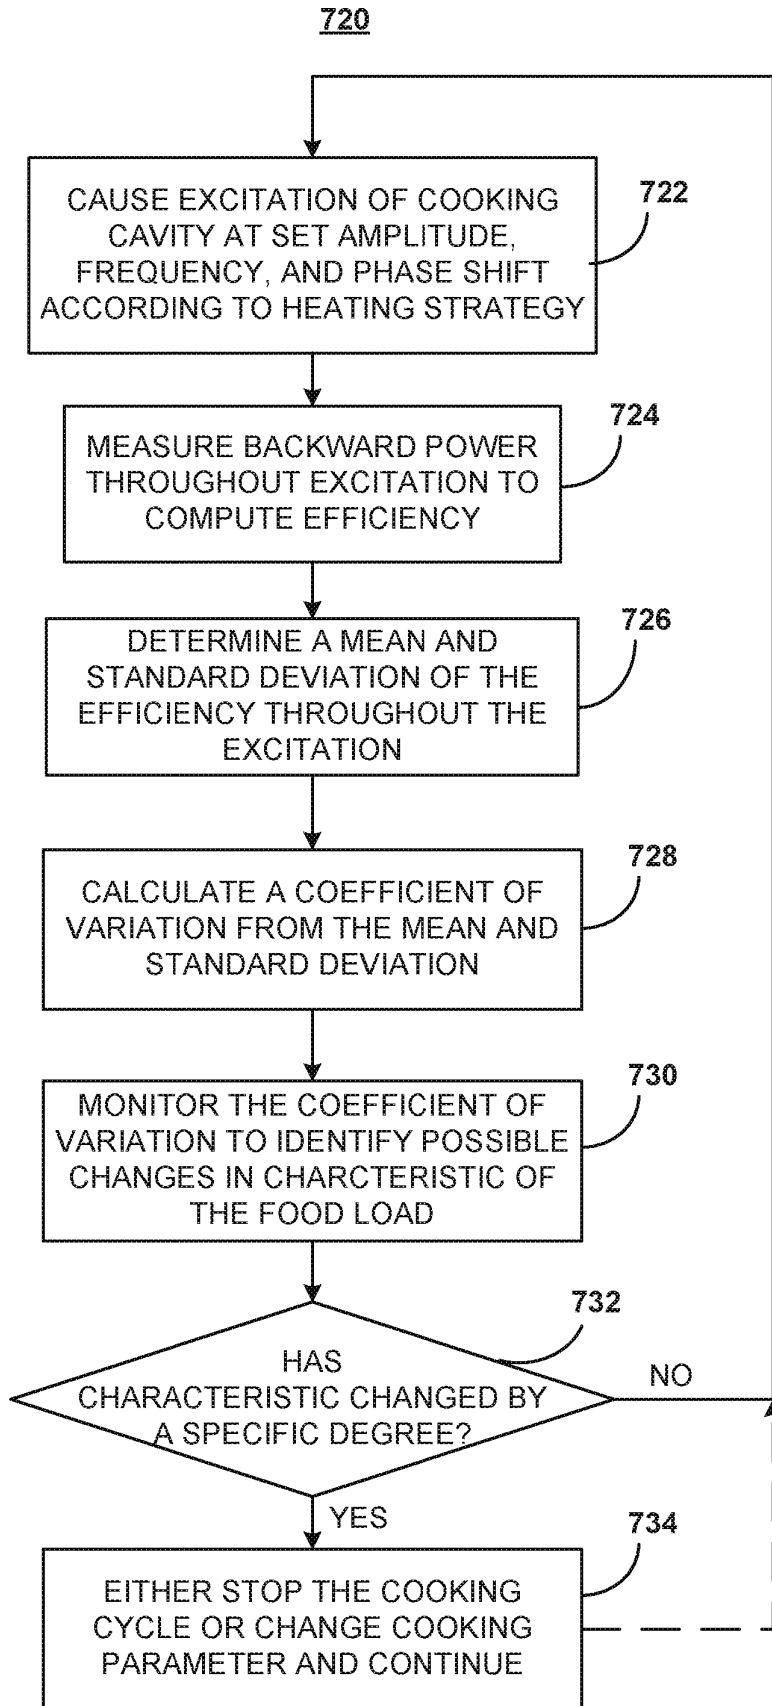 720
CAUSE EXCITATION OF COOKING
CAVITY AT SET AMPLITUDE,
FREQUENCY, AND PHASE SHIFT
ACCORDING TO HEATING STRATEGY
722
MEASURE BACKWARD POWER
THROUGHOUT EXCITATION TO
COMPUTE EFFICIENCY
724
DETERMINE A MEAN AND
STANDARD DEVIATION OF THE
EFFICIENCY THROUGHOUT THE
EXCITATION
726
CALCULATE A COEFFICIENT OF
VARIATION FROM THE MEAN AND
STANDARD DEVIATION
728
MONITOR THE COEFFICIENT OF
VARIATION TO IDENTIFY POSSIBLE
CHANGES IN CHARCTERISTIC OF
THE FOOD LOAD
730
HAS
CHARACTERISTIC CHANGED BY
A SPECIFIC DEGREE?
732
NO
YES
EITHER STOP THE COOKING
CYCLE OR CHANGE COOKING
PARAMETER AND CONTINUE
734